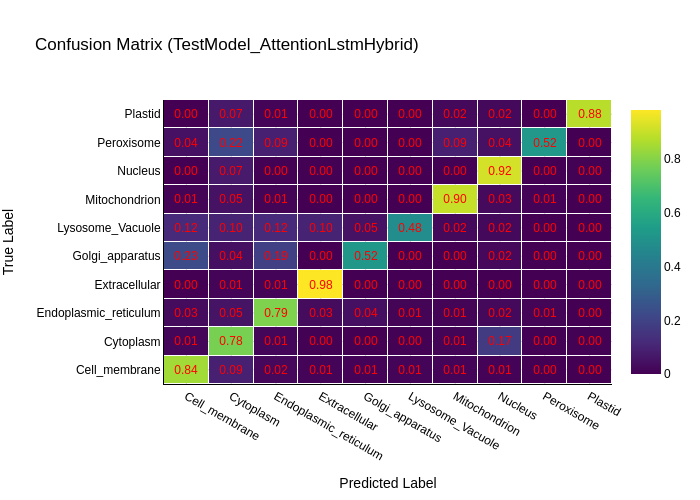 Confusion Matrix (TestModel_AttentionLstmHybrid)
Plastid 0.00 0.07 0.01 0.00 0.00 0.00 0.02 0.02 0.00 0.88
Peroxisome 0.04 0.22 0.09 0.00 0.00 0.00 0.09 0.04 0.52 0.00
Nucleus 0.00 0.07 0.00 0.00 0.00 0.00 0.00 0.92 0.00 0.00
Mitochondrion 0.01 0.05 0.01 0.00 0.00 0.00 0.90 0.03 0.01 0.00
Lysosome_Vacuole 0.12 0.10 0.12 0.10 0.05 0.48 0.02 0.02 0.00 0.00
Golgi_apparatus 0.04 0.00 0.52 0.00 0.00 0.02 0.00 0.00
Extracellular 0.00 0.01 0.01 0.98 0.00 0.00 0.00 0.00 0.00 0.00
Endoplasmic_reticulum 0.03 0.05 0.79 0.03 0.04 0.01 0.01 0.02 0.01 0.00
Cytoplasm 0.01 0.78 0.01 0.00 0.00 0.00 0.01 0.17 0.00 0.00
Cell_membrane 0.84 0.09 0.02 0.01 0.01 0.01 0.01 0.01 0.00 0.00
Cell_membrane Cytoplasm Endoplasmic_reticulum Extracellular Golgi_apparatus Lysosome_Vacuole Mitochondrion Nucleus Peroxisome Plastid
Predicted Label
True Label
0.8
0.6
0.4
0.2
0